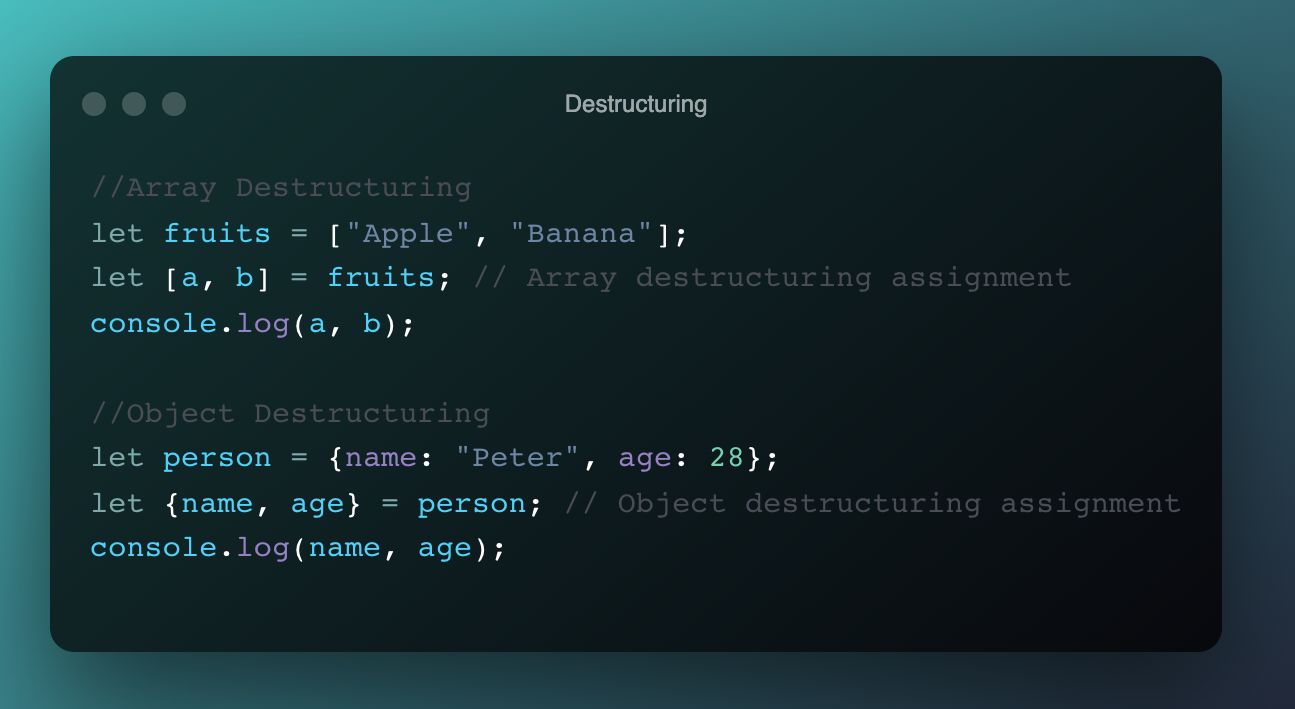 Destructuring
//Array Destructuring
let fruits = ["Apple", "Banana"];
let [a, b] = fruits; // Array destructuring assignment
console.log(a, b);
//Object Destructuring
let person = {name: "Peter", age: 28};
let {name, age} = person; // Object destructuring assignment
console.log(name, age);